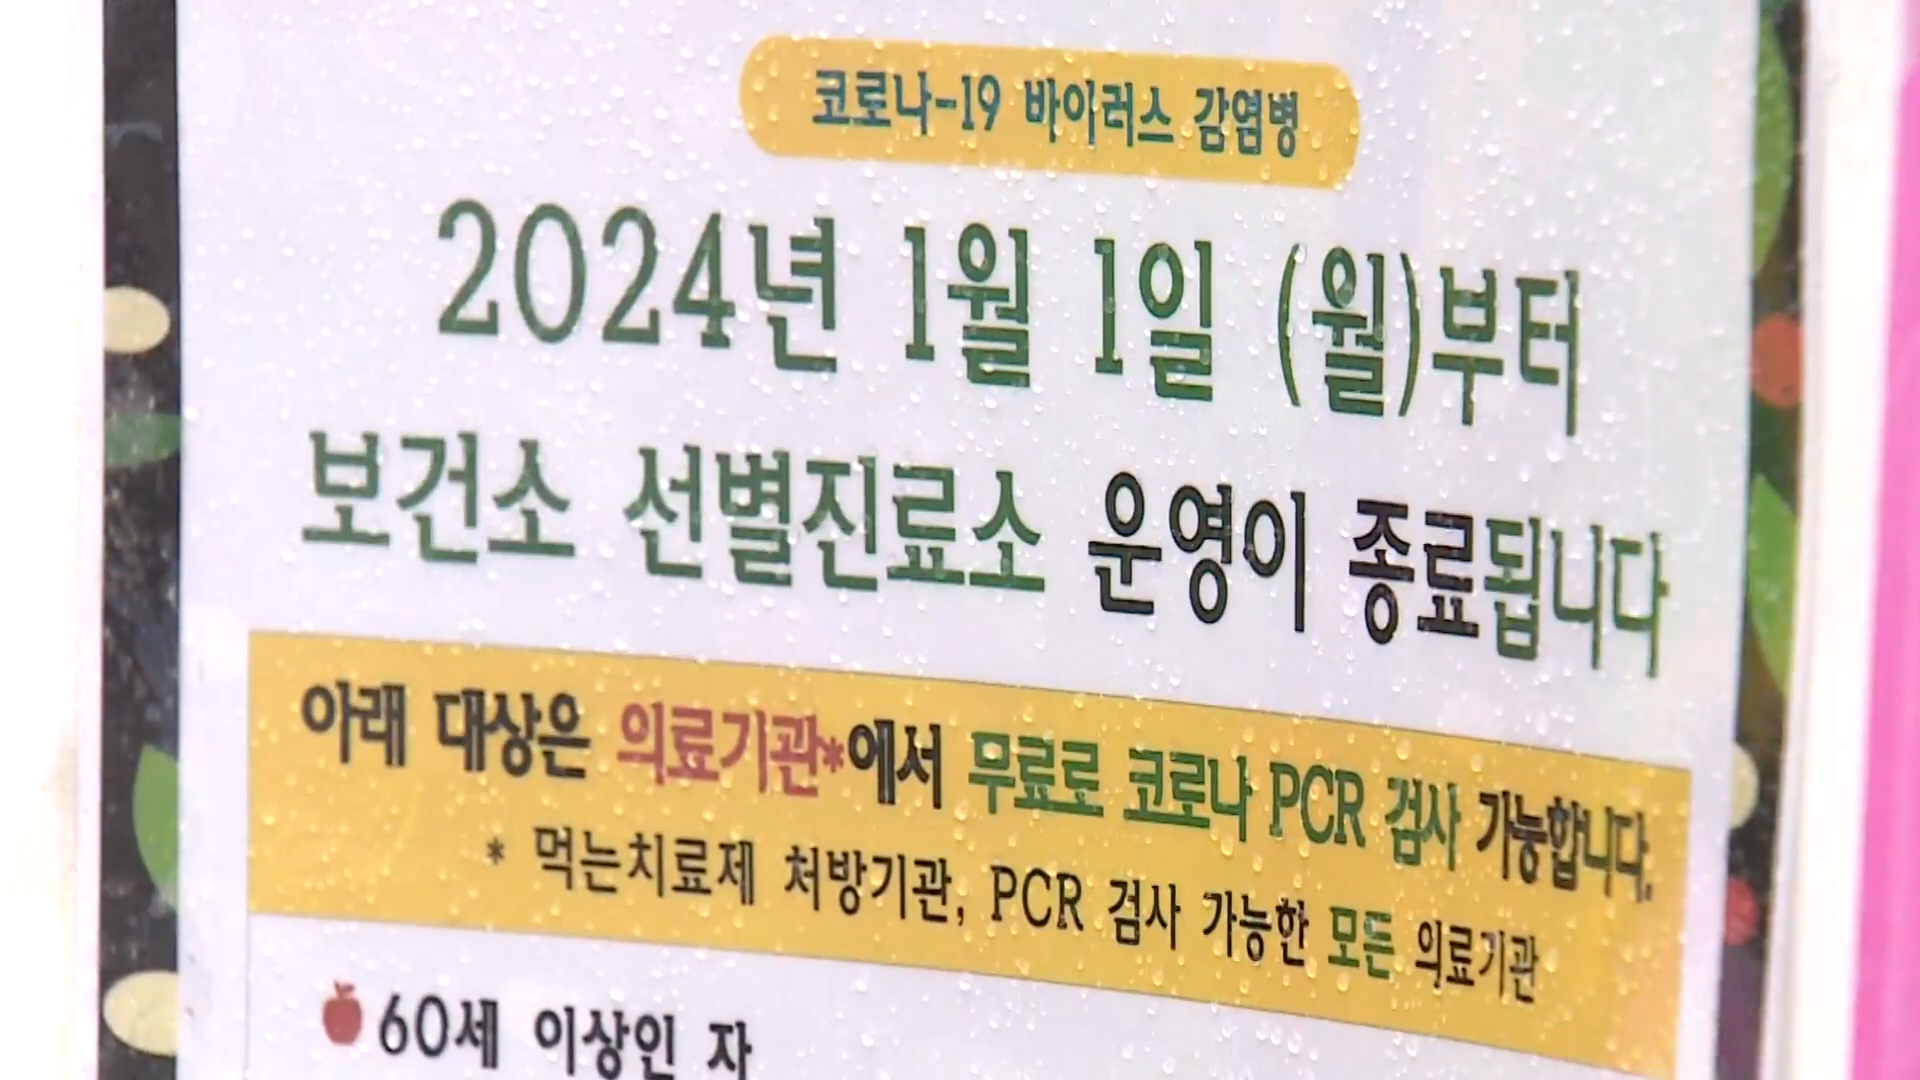 코로나-19 바이러스 감염병
2024년 1월 1일 (월)부터
보건소 선별진료소 운영이 종료됩니다
아래 대상은 의료기관*에서 무료로 코로나 PCR 검사 가능합니다.
* 먹는치료제 처방기관, PCR 검사 가능한 모든 의료기관
60세 이상인 자